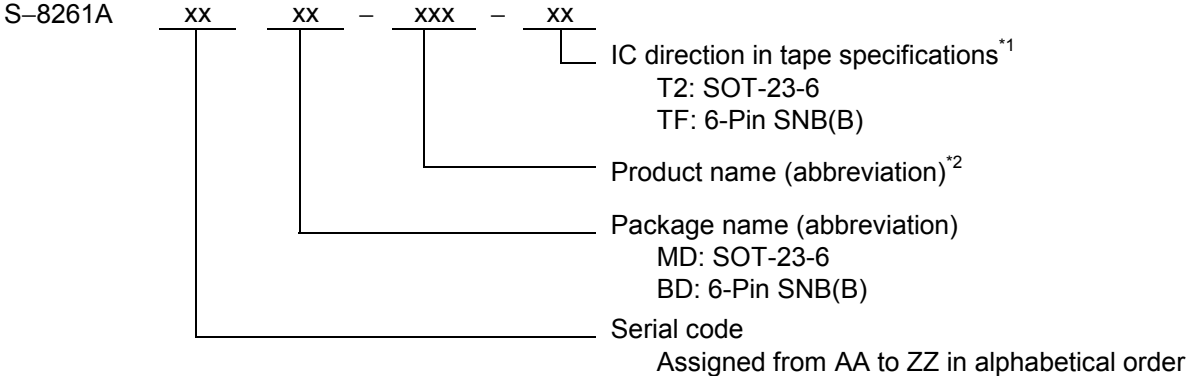 S−8261A xx xx − xxx − xx
IC direction in tape specifications*1
T2: SOT-23-6
TF: 6-Pin SNB(B)
Product name (abbreviation)*2
Package name (abbreviation)
MD: SOT-23-6
BD: 6-Pin SNB(B)
Serial code
Assigned from AA to ZZ in alphabetical order